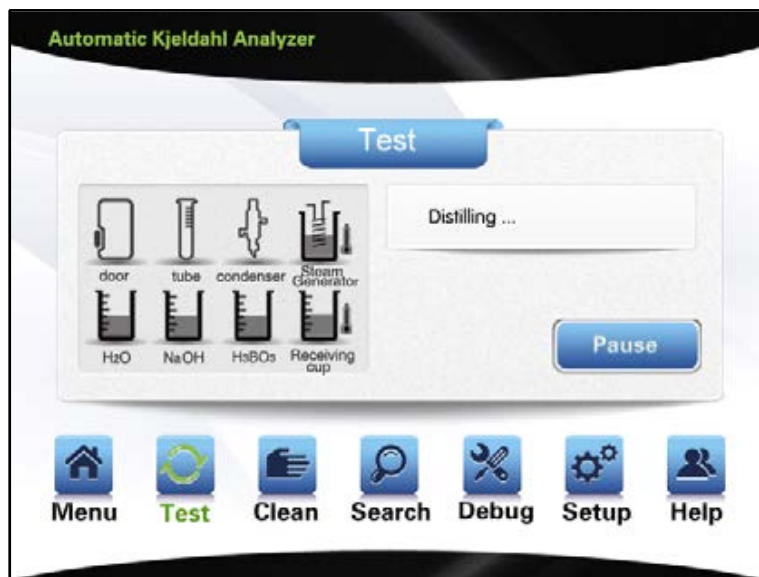 Automatic Kjeldahl Analyzer
Test
Distilling ...
door tube condenser Steam Generator
H2O NaOH H3BO3 Receiving cup
Pause
Menu Test Clean Search Debug Setup Help